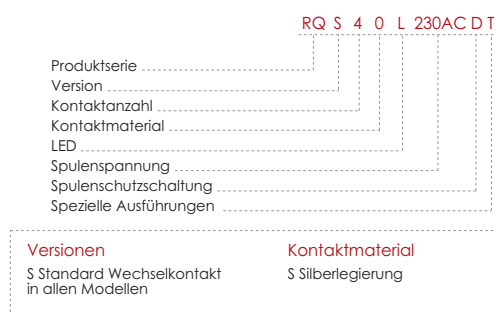 RQ S 4 0 L 230AC D T
Produktserie
Version
Kontaktanzahl
Kontaktmaterial
LED
Spulenspannung
Spulenschutzschaltung
Spezielle Ausführungen
Versionen
S Standard Wechselkontakt
in allen Modellen
Kontaktmaterial
S Silberlegierung